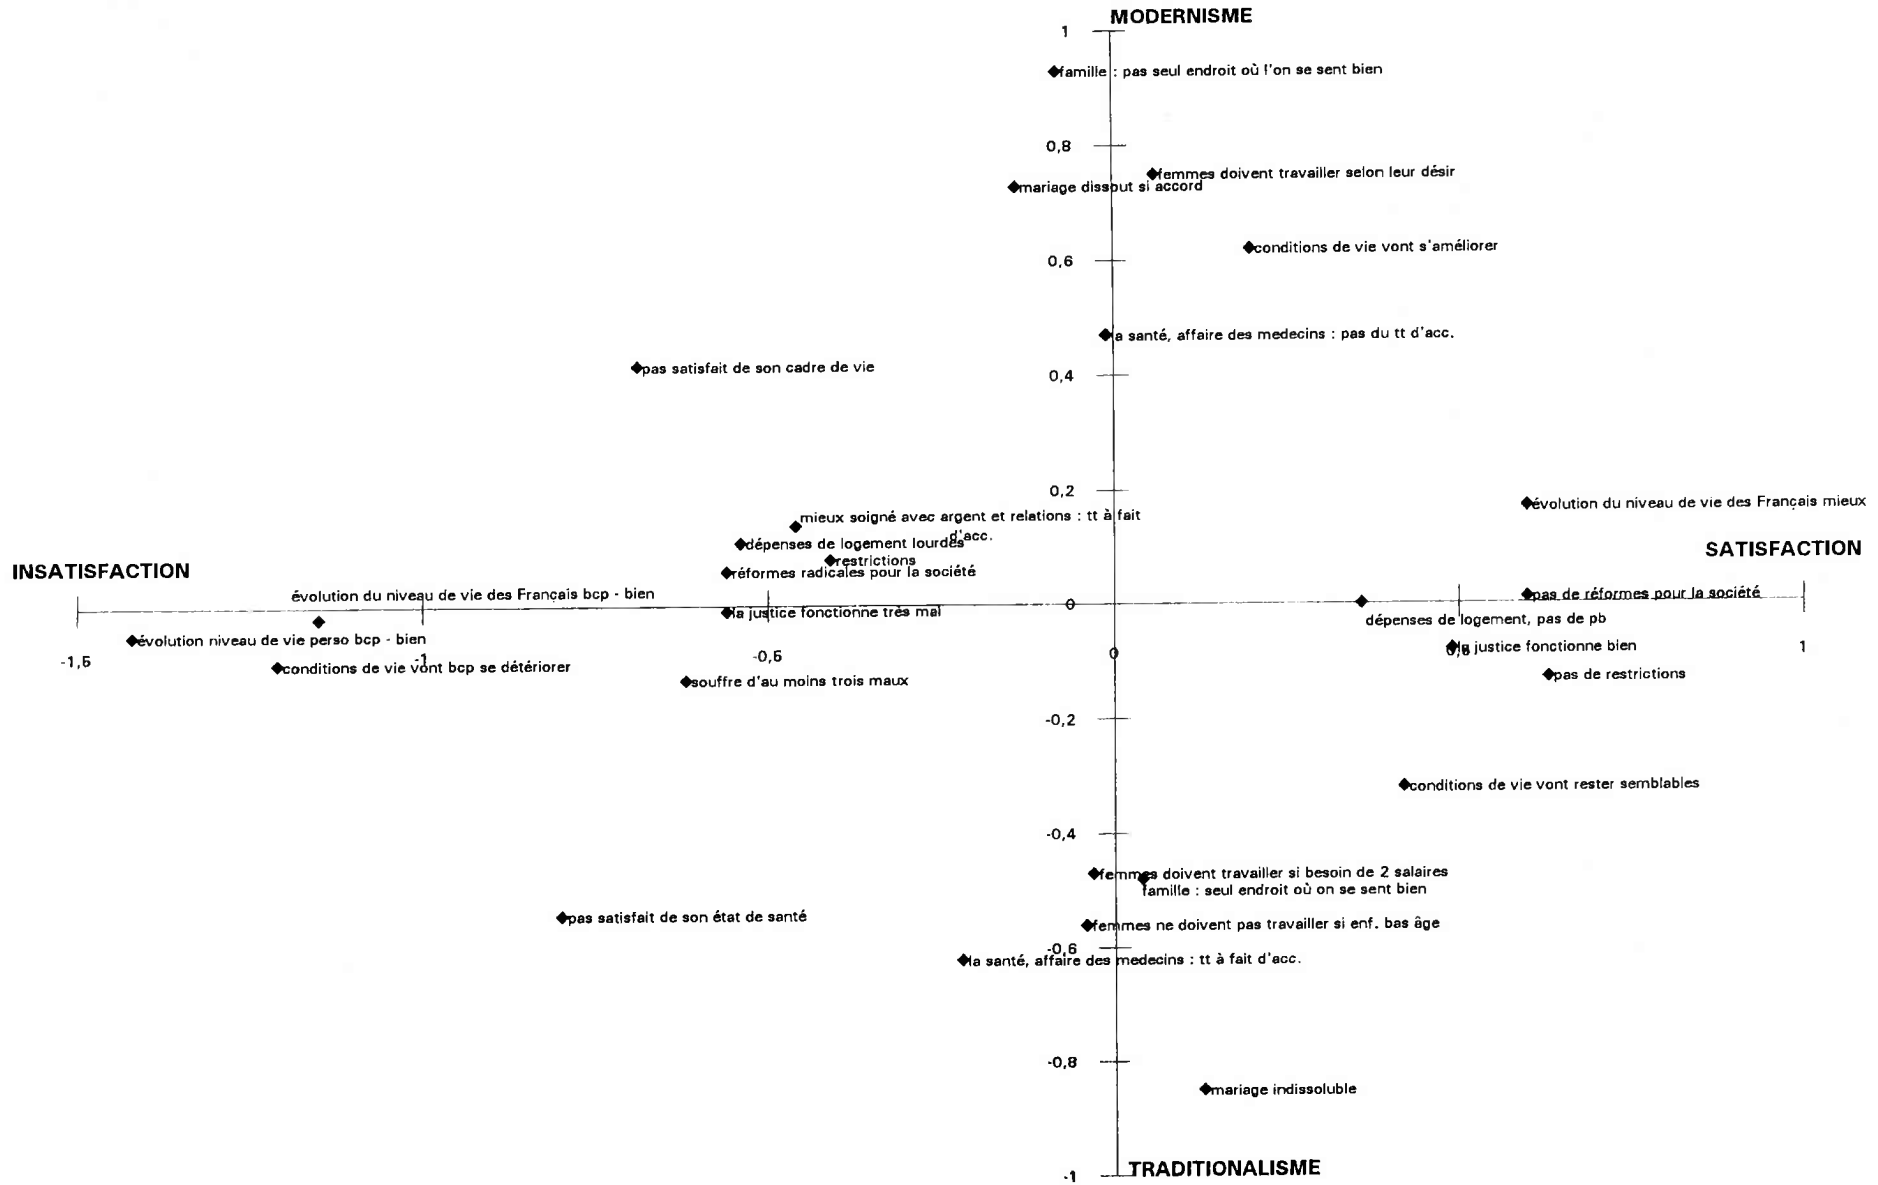 MODERNISME
1
famille : pas seul endroit où l'on se sent bien
0,8
femmes doivent travailler selon leur désir
mariage dissout si accord
conditions de vie vont s'améliorer
0,6
la santé, affaire des medecins : pas du tt d'acc.
pas satisfait de son cadre de vie
0,4
0,2
évolution du niveau de vie des Français mieux
mieux soigné avec argent et relations : tt à fait
d'acc.
dépenses de logement lourdes
SATISFACTION
restrictions
INSATISFACTION
réformes radicales pour la société
évolution du niveau de vie des Français bcp - bien
pas de réformes pour la société
0
la justice fonctionne très mal
dépenses de logement, pas de pb
évolution niveau de vie perso bcp - bien
la justice fonctionne bien
-1,5
-1
-0,5
0
0,5
1
conditions de vie vont bcp se détériorer
pas de restrictions
souffre d'au moins trois maux
-0,2
conditions de vie vont rester semblables
-0,4
femmes doivent travailler si besoin de 2 salaires
famille : seul endroit où on se sent bien
pas satisfait de son état de santé
femmes ne doivent pas travailler si enf. bas âge
-0,6
la santé, affaire des medecins : tt à fait d'acc.
-0,8
mariage indissoluble
TRADITIONALISME
-1